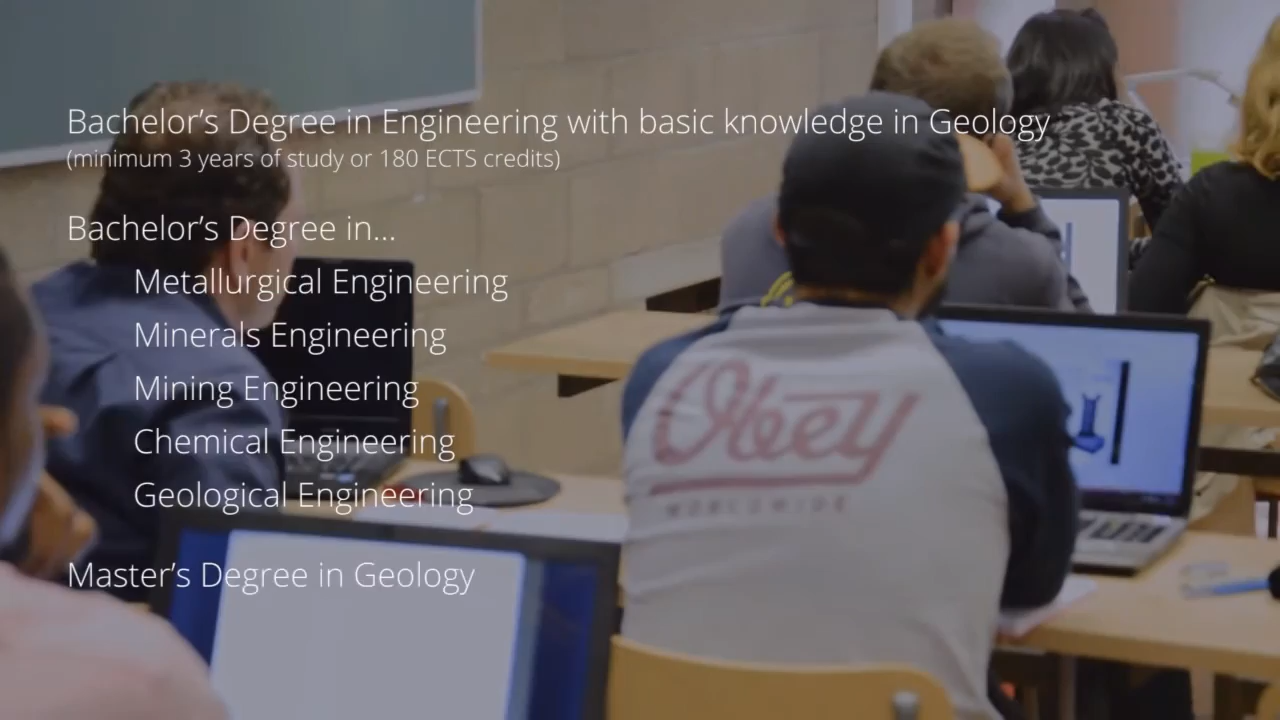 Bachelor’s Degree in Engineering with basic knowledge in Geology
(minimum 3 years of study or 180 ECTS credits)
Bachelor’s Degree in...
Metallurgical Engineering
Minerals Engineering
Mining Engineering
Chemical Engineering
Geological Engineering
Master’s Degree in Geology
Obey
WORLDWIDE